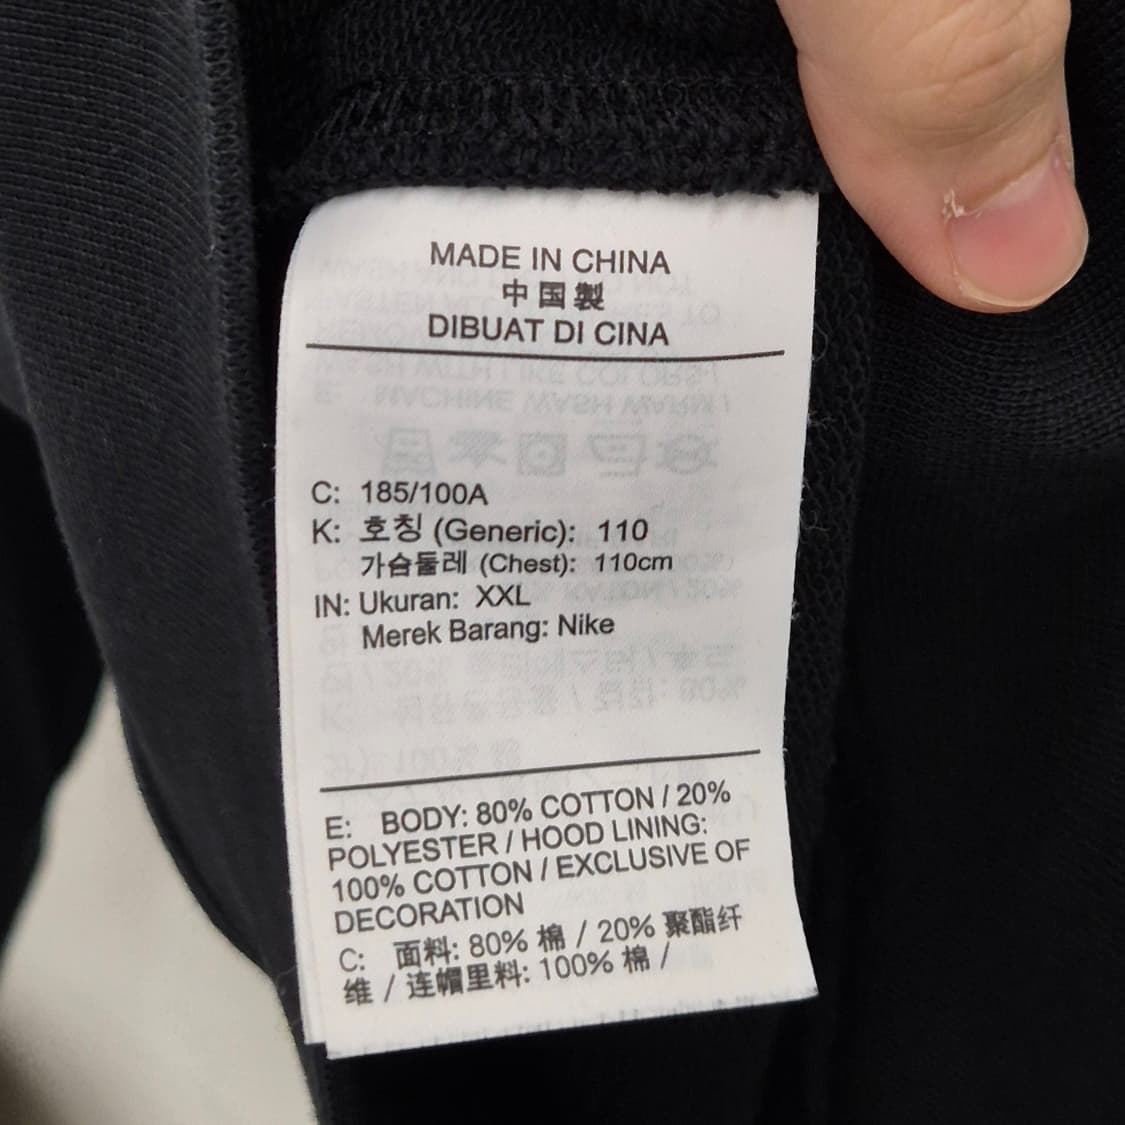 MADE IN CHINA
中国製
DIBUAT DI CINA
C: 185/100A
K: 호칭 (Generic): 110
가슴둘레 (Chest): 110cm
IN: Ukuran: XXL
Merek Barang: Nike
E: BODY: 80% COTTON / 20%
POLYESTER / HOOD LINING:
100% COTTON / EXCLUSIVE OF
DECORATION
C: 面料: 80% 棉 / 20% 聚酯纤
维 / 连帽里料: 100% 棉 /